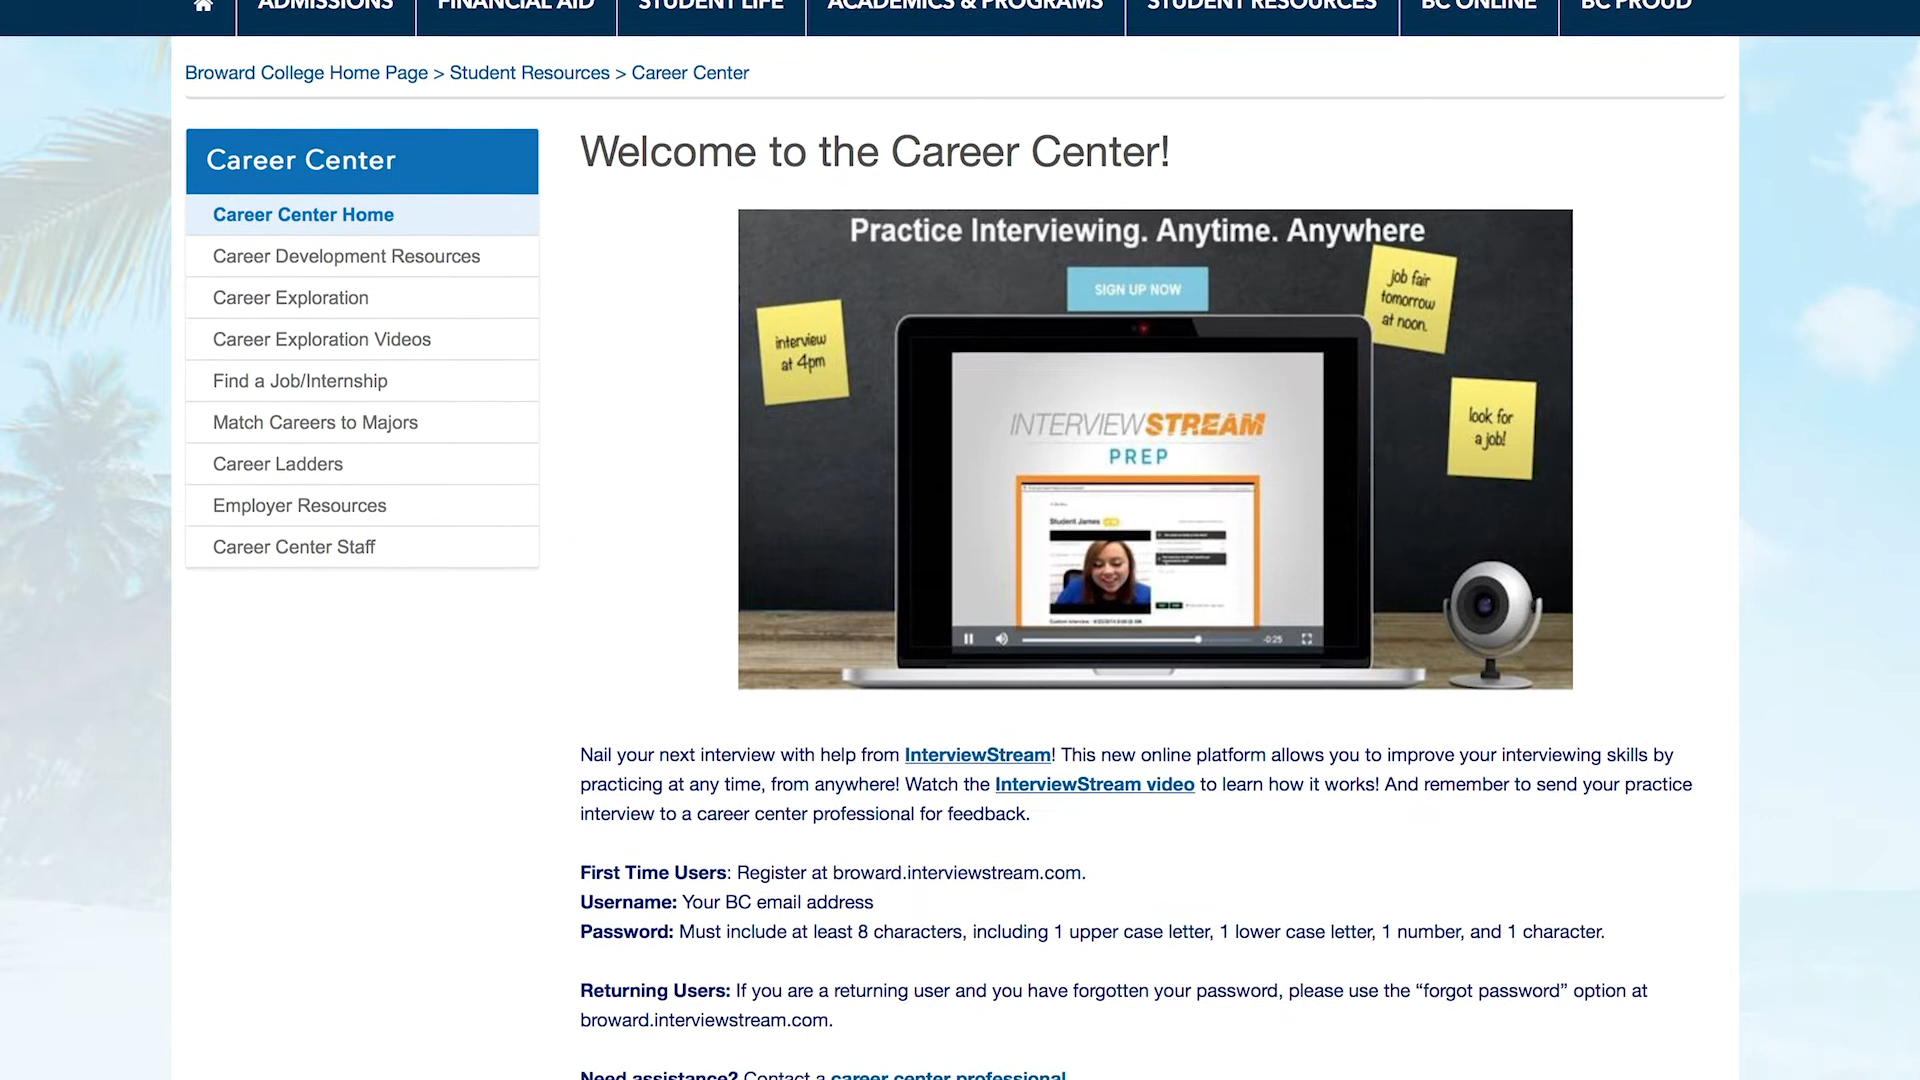 ADMISSIONS
FINANCIAL AID
STUDENT LIFE
ACADEMICS & PROGRAMS
STUDENT RESOURCES
BC ONLINE
BC PROUD
Broward College Home Page > Student Resources > Career Center
Career Center
Career Center Home
Career Development Resources
Career Exploration
Career Exploration Videos
Find a Job/Internship
Match Careers to Majors
Career Ladders
Employer Resources
Career Center Staff
Welcome to the Career Center!
Practice Interviewing. Anytime. Anywhere
SIGN UP NOW
interview
at 4pm
job fair
tomorrow
at noon.
look for
a job!
INTERVIEWSTREAM
PREP
Student James
-0:25
Nail your next interview with help from InterviewStream! This new online platform allows you to improve your interviewing skills by
practicing at any time, from anywhere! Watch the InterviewStream video to learn how it works! And remember to send your practice
interview to a career center professional for feedback.
First Time Users: Register at broward.interviewstream.com.
Username: Your BC email address
Password: Must include at least 8 characters, including 1 upper case letter, 1 lower case letter, 1 number, and 1 character.
Returning Users: If you are a returning user and you have forgotten your password, please use the “forgot password” option at
broward.interviewstream.com.
Need assistance? Contact a career center professional